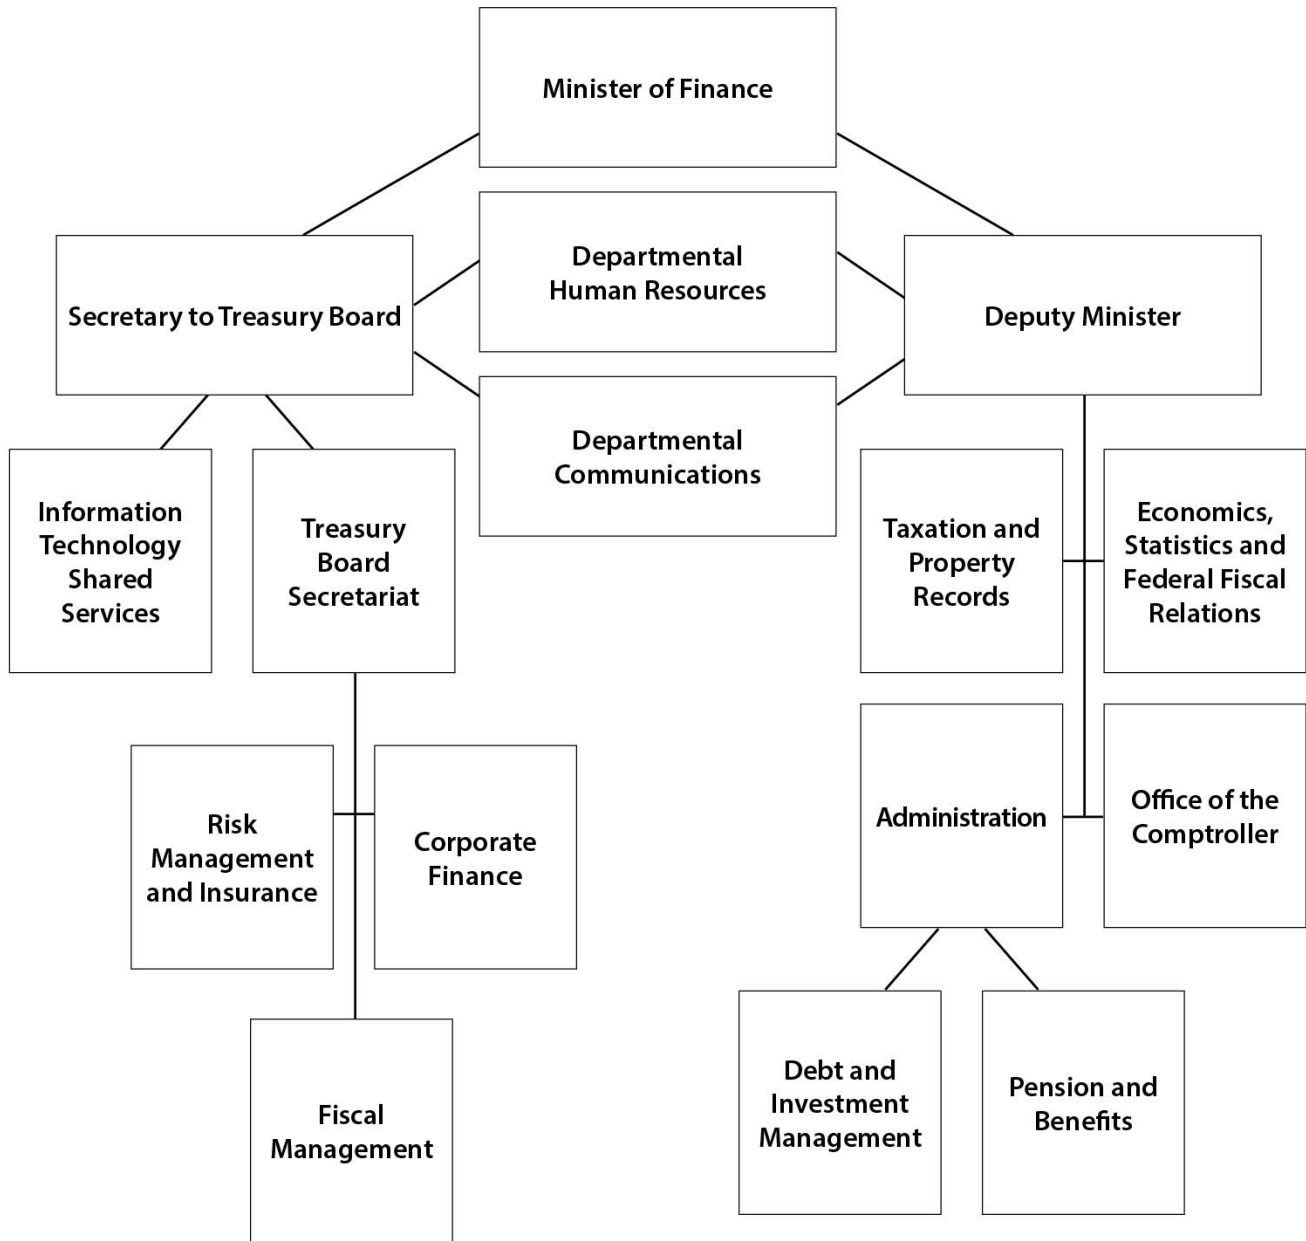 Minister of Finance
Departmental
Human Resources
Secretary to Treasury Board
Deputy Minister
Departmental
Communications
Information
Technology
Shared
Services
Treasury
Board
Secretariat
Taxation and
Property
Records
Economics,
Statistics and
Federal Fiscal
Relations
Risk
Management
and Insurance
Corporate
Finance
Administration
Office of the
Comptroller
Fiscal
Management
Debt and
Investment
Management
Pension and
Benefits